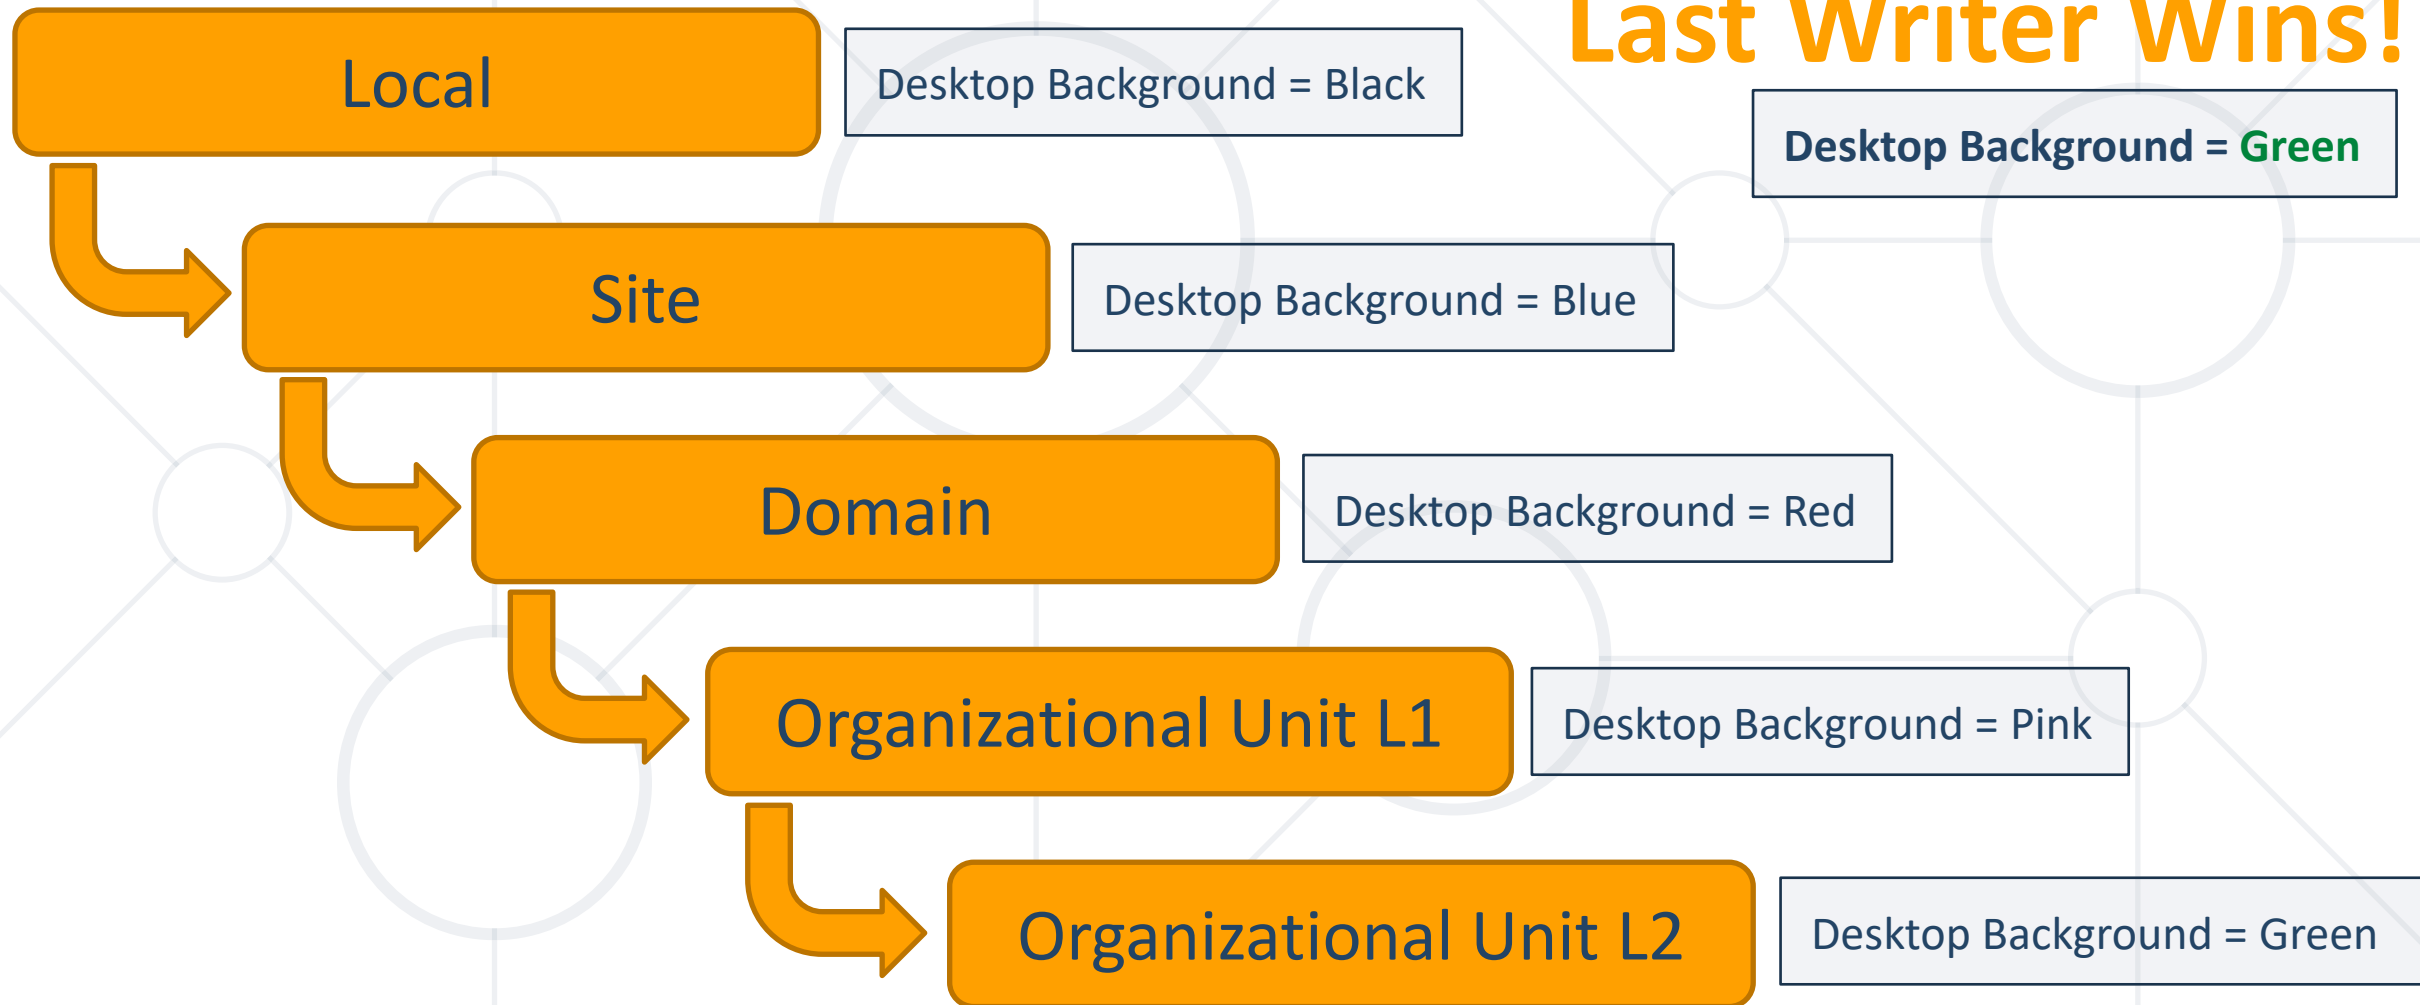 Last Writer Wins!
Local
Desktop Background = Black
Desktop Background = Green
Site
Desktop Background = Blue
Domain
Desktop Background = Red
Organizational Unit L1
Desktop Background = Pink
Organizational Unit L2
Desktop Background = Green